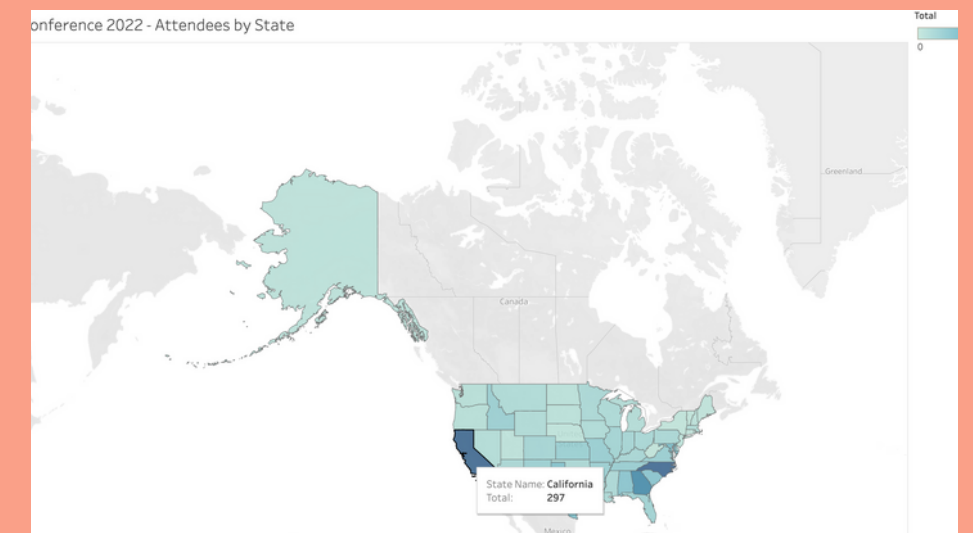 onference 2022 - Attendees by State
Total
0
Greenland
Canada
State Name: California
Total: 297
Mexico